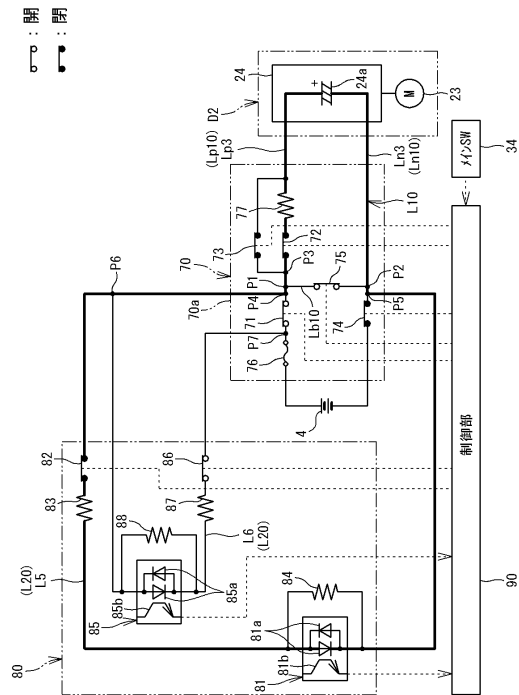 ○─○ : 開
●─● : 閉
24
24a
+
D2
M
23
(Lp10)
Lp3
Ln3
(Ln10)
ﾒｲﾝSW
34
77
L10
73
72
70
P3
75
P6
70a
P1
P4
P2
P5
71
Lb10
74
P7
76
4
82
86
制御部
83
87
88
L6
(L20)
(L20)
L5
85b
85
85a
84
81a
81b
81
80
90